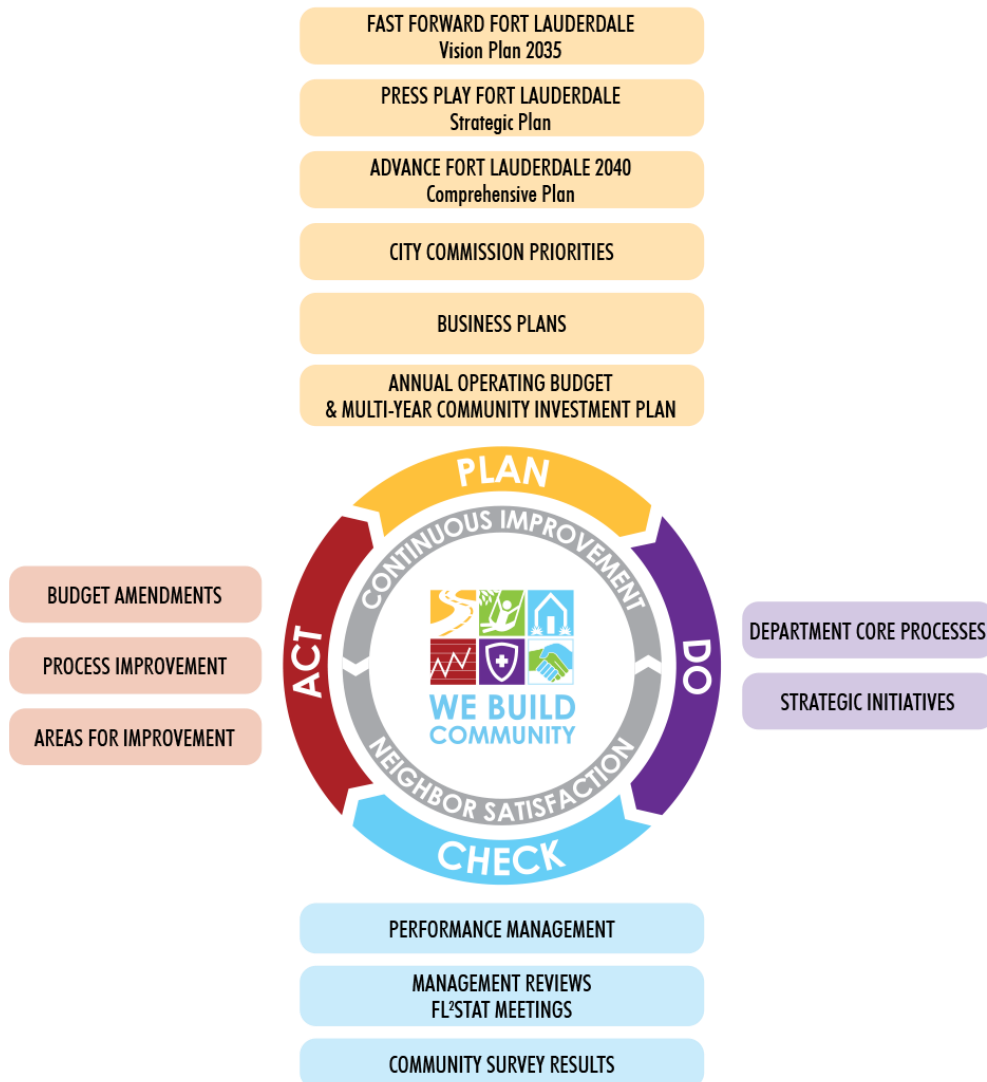 FAST FORWARD FORT LAUDERDALE
Vision Plan 2035
PRESS PLAY FORT LAUDERDALE
Strategic Plan
ADVANCE FORT LAUDERDALE 2040
Comprehensive Plan
CITY COMMISSION PRIORITIES
BUSINESS PLANS
ANNUAL OPERATING BUDGET
& MULTI-YEAR COMMUNITY INVESTMENT PLAN
PLAN
CONTINUOUS IMPROVEMENT
ACT
BUDGET AMENDMENTS
PROCESS IMPROVEMENT
AREAS FOR IMPROVEMENT
WE BUILD
COMMUNITY
DO
DEPARTMENT CORE PROCESSES
STRATEGIC INITIATIVES
NEIGHBOR SATISFACTION
CHECK
PERFORMANCE MANAGEMENT
MANAGEMENT REVIEWS
FL²STAT MEETINGS
COMMUNITY SURVEY RESULTS